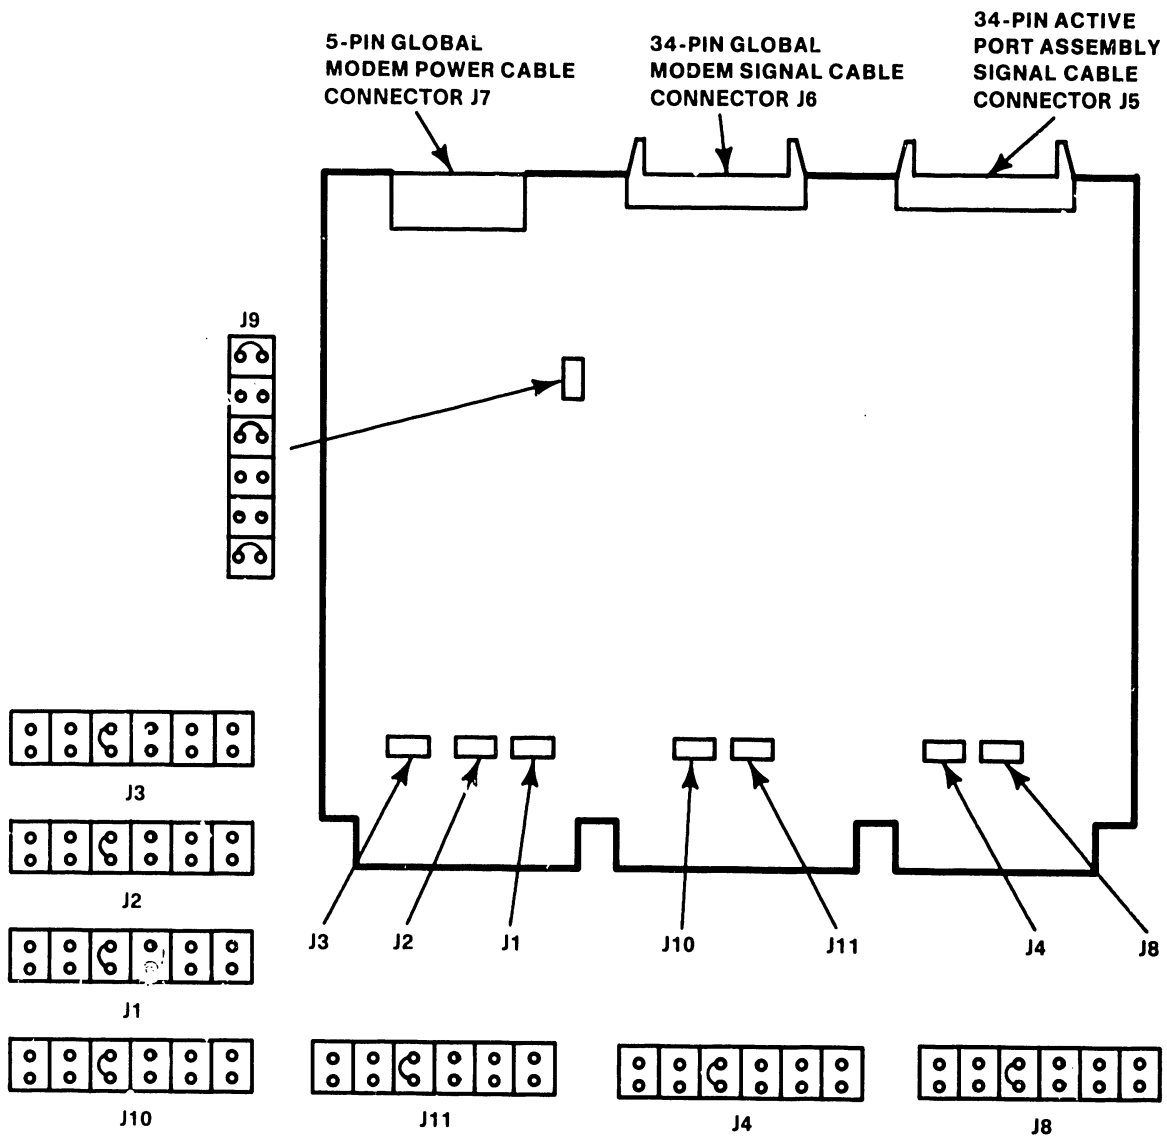 5-PIN GLOBAL
MODEM POWER CABLE
CONNECTOR J7
34-PIN GLOBAL
MODEM SIGNAL CABLE
CONNECTOR J6
34-PIN ACTIVE
PORT ASSEMBLY
SIGNAL CABLE
CONNECTOR J5
J9
J3
J2
J1
J3
J2
J1
J10
J11
J4
J8
J10
J11
J4
J8